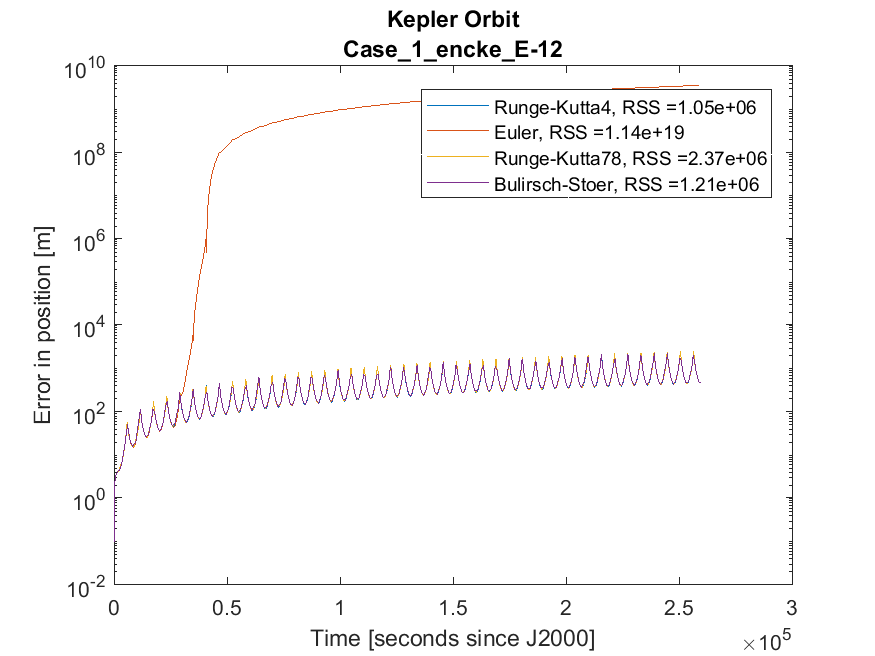 Kepler Orbit
Case_1_encke_E-12
10^10
10^8
10^6
10^4
10^2
10^0
10^-2
Error in position [m]
Runge-Kutta4, RSS =1.05e+06
Euler, RSS =1.14e+19
Runge-Kutta78, RSS =2.37e+06
Bulirsch-Stoer, RSS =1.21e+06
0 0.5 1 1.5 2 2.5 3
Time [seconds since J2000]
×10^5